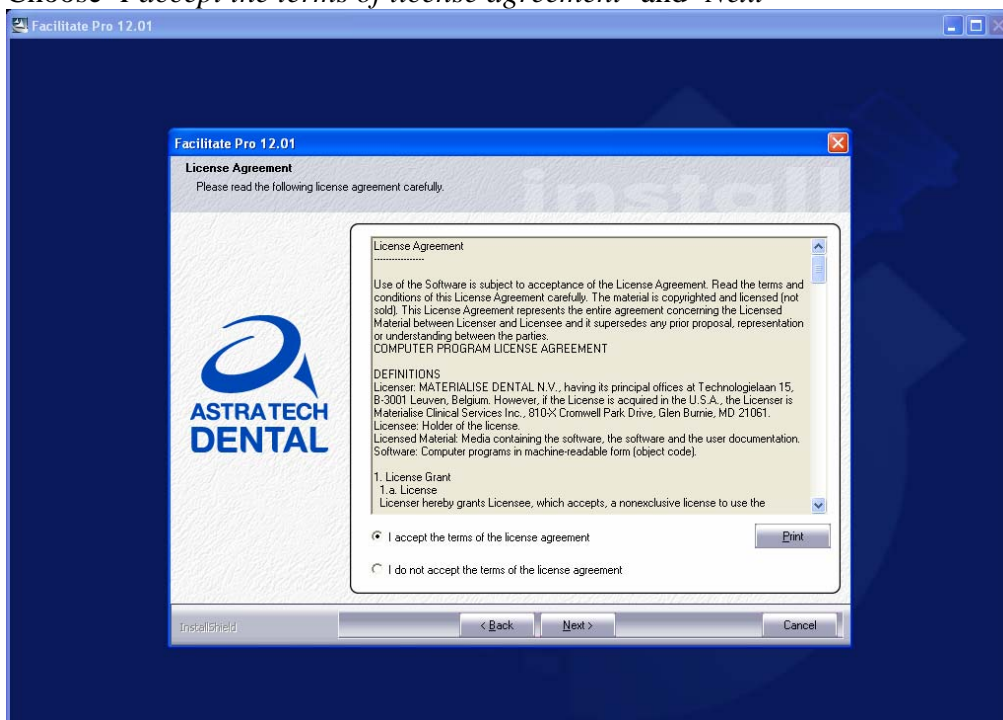 Choose "I accept the terms of license agreement" and "Next"
Facilitate Pro 12.01
Facilitate Pro 12.01
License Agreement
Please read the following license agreement carefully.
install
License Agreement
-----------------
Use of the Software is subject to acceptance of the License Agreement. Read the terms and
conditions of this License Agreement carefully. The material is copyrighted and licensed (not
sold). This License Agreement represents the entire agreement concerning the Licensed
Material between Licenser and Licensee and it supersedes any prior proposal, representation
or understanding between the parties.
COMPUTER PROGRAM LICENSE AGREEMENT
DEFINITIONS
Licenser: MATERIALISE DENTAL N.V., having its principal offices at Technologielaan 15,
B-3001 Leuven, Belgium. However, if the License is acquired in the U.S.A., the Licenser is
Materialise Clinical Services Inc., 810-X Cromwell Park Drive, Glen Burnie, MD 21061.
Licensee: Holder of the license.
Licensed Material: Media containing the software, the software and the user documentation.
Software: Computer programs in machine-readable form (object code).
1. License Grant
1.a. License
Licenser hereby grants Licensee, which accepts, a nonexclusive license to use the
ASTRA TECH
DENTAL
I accept the terms of the license agreement
Print
I do not accept the terms of the license agreement
InstallShield
< Back
Next >
Cancel